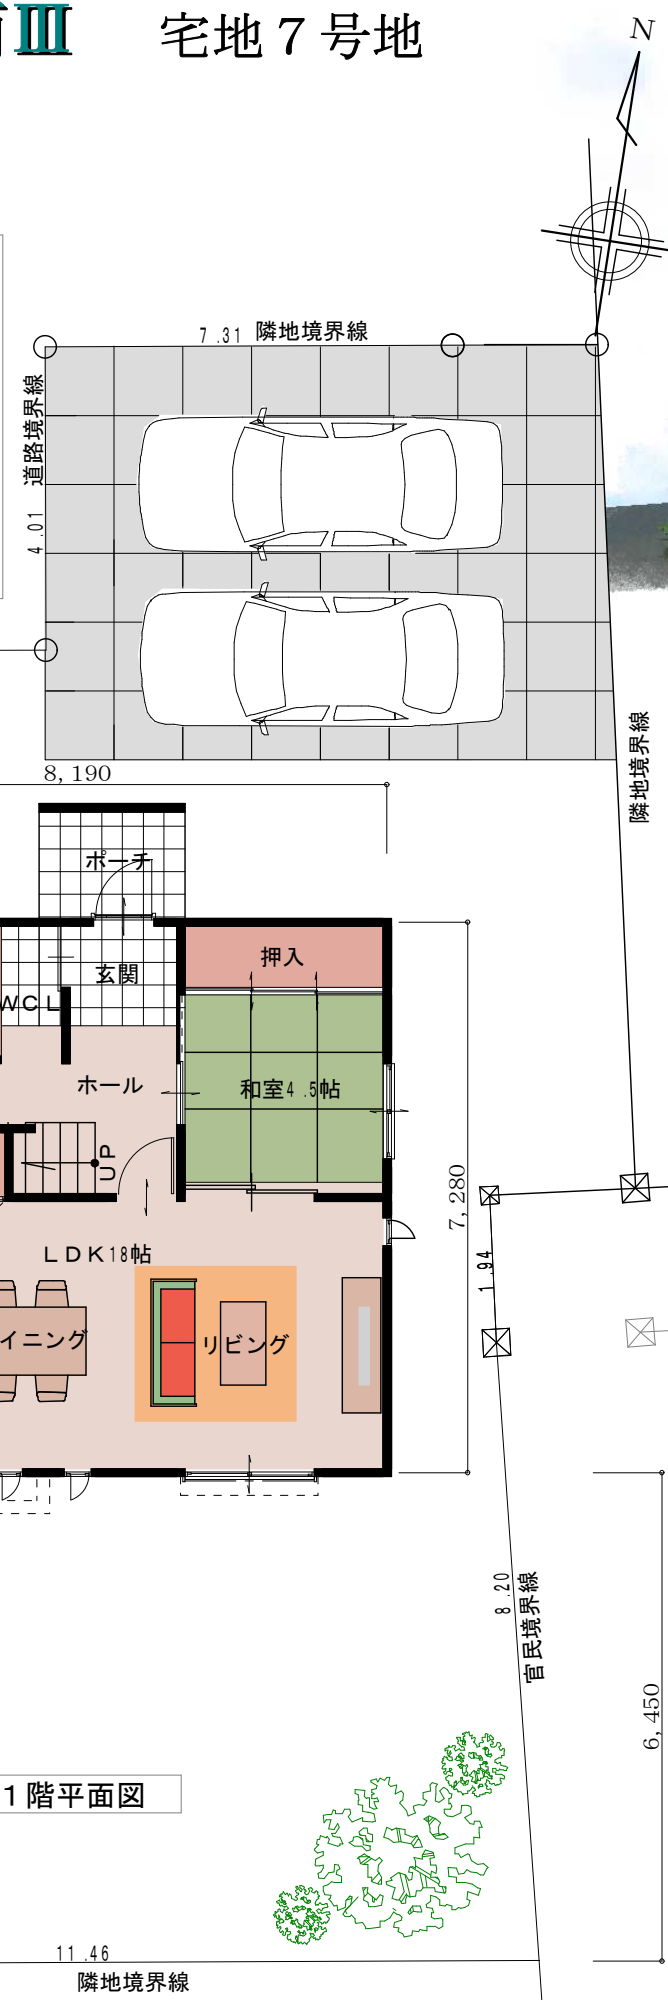 III 宅地７号地
N
7.31 隣地境界線
道路境界線
4.01
隣地境界線
8,190
ポーチ
玄関
押入
WCL
ホール
和室4.5帖
UP
7,280
LDK18帖
1.94
イニング
リビング
8.20
官民境界線
6,450
1階平面図
11.46
隣地境界線